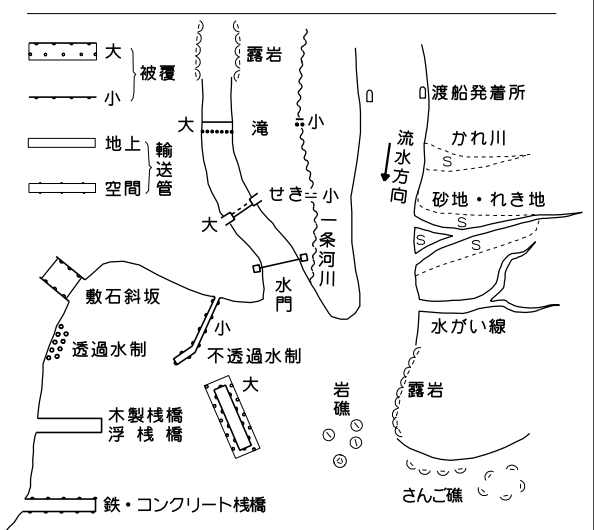 大
小
被覆
地上
空間
輸送管
露岩
大
滝
小
せき
小
大
一条河川
水門
渡船発着所
流水方向
かれ川
S
砂地・れき地
S
S
S
水がい線
敷石斜坂
透過水制
小
不透過水制
大
木製桟橋
浮桟橋
鉄・コンクリート桟橋
岩礁
露岩
さんご礁